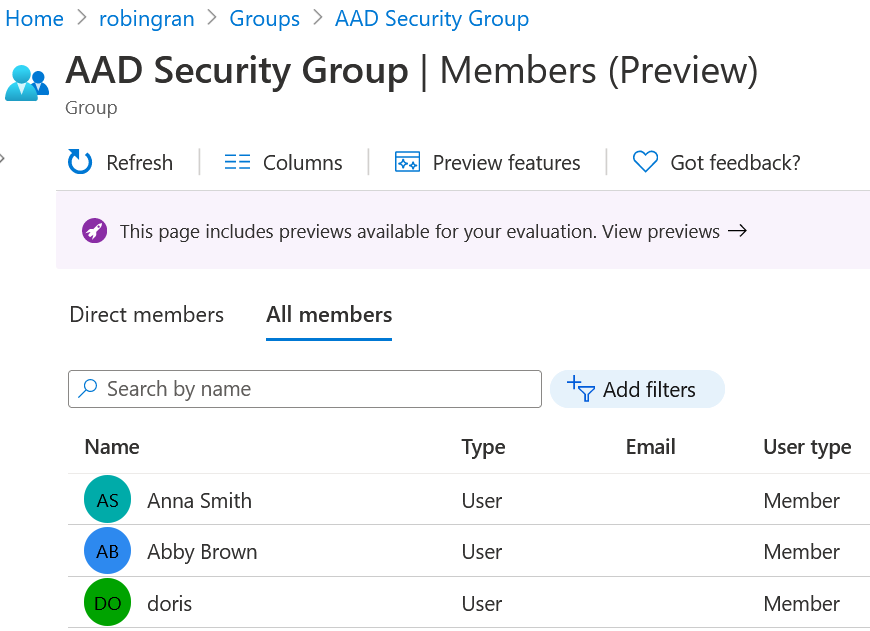 Home > robingran > Groups > AAD Security Group
AAD Security Group | Members (Preview)
Group
Refresh | Columns | Preview features | Got feedback?
This page includes previews available for your evaluation. View previews →
Direct members All members
Search by name Add filters
Name Type Email User type
AS Anna Smith User Member
AB Abby Brown User Member
DO doris User Member